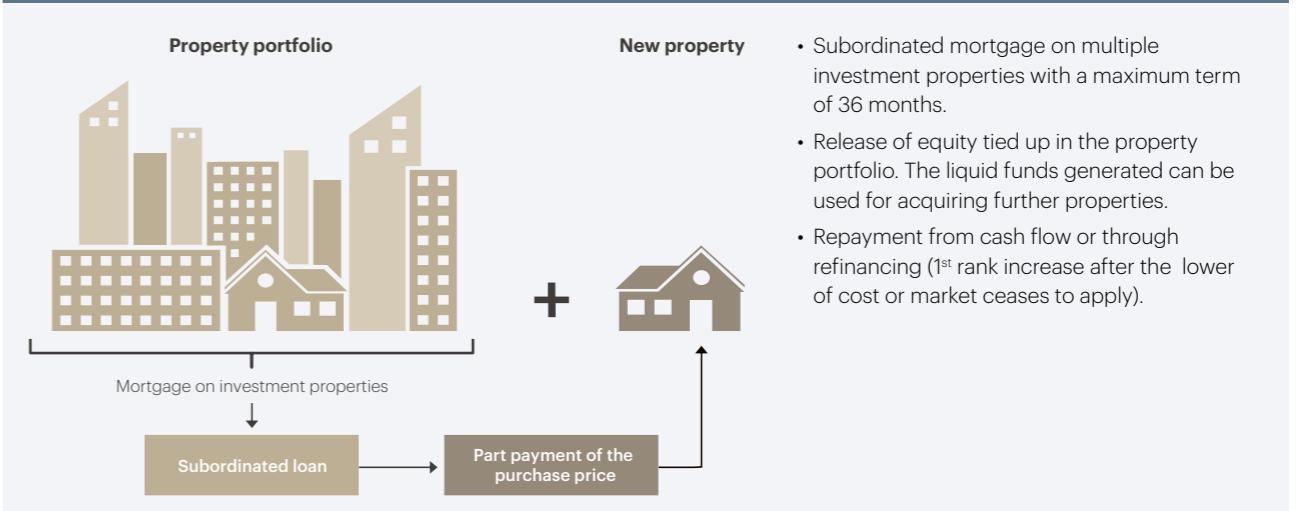 Property portfolio
New property
+
Mortgage on investment properties
Subordinated loan
Part payment of the
purchase price
• Subordinated mortgage on multiple
investment properties with a maximum term
of 36 months.
• Release of equity tied up in the property
portfolio. The liquid funds generated can be
used for acquiring further properties.
• Repayment from cash flow or through
refinancing (1st rank increase after the lower
of cost or market ceases to apply).